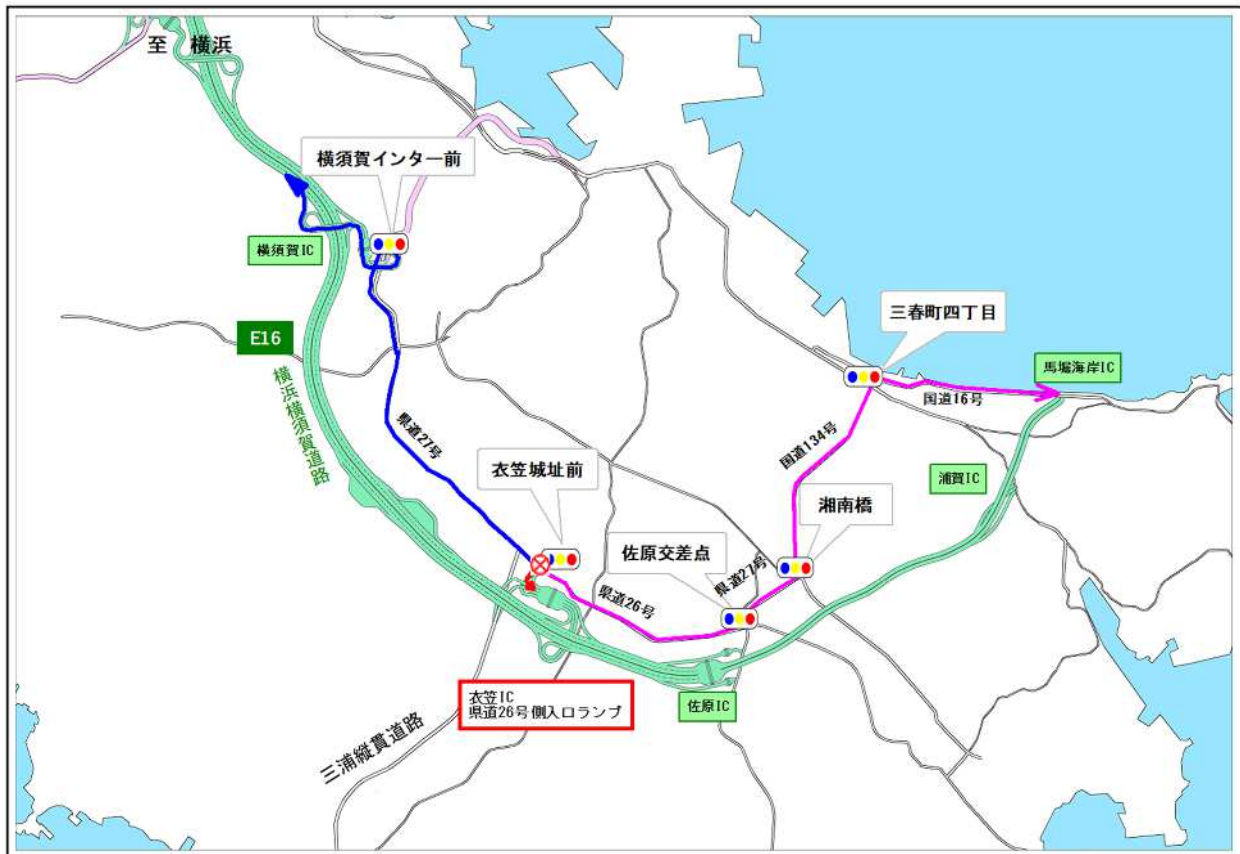 至 横浜
横須賀インター前
横須賀IC
E16
横浜横須賀道路
県道27号
三春町四丁目
馬堀海岸IC
国道16号
国道134号
浦賀IC
衣笠城址前
湘南橋
佐原交差点
県道27号
県道26号
衣笠IC
県道26号側入口ランプ
佐原IC
三浦縦貫道路